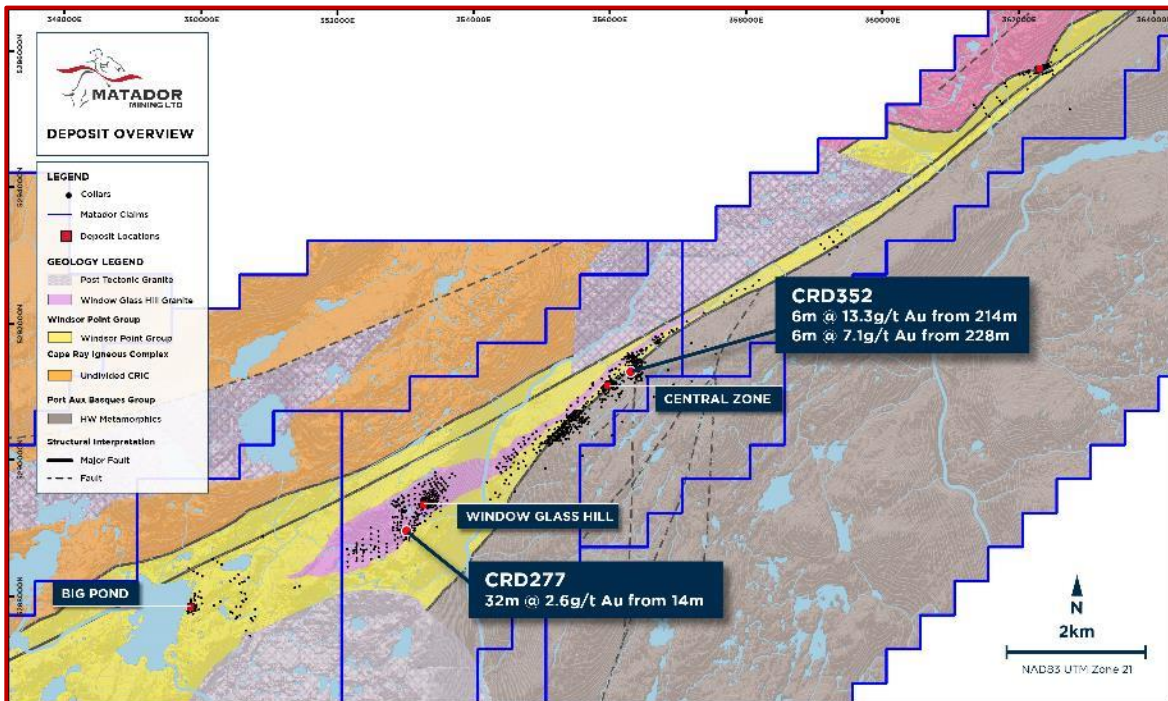 MATADOR
MINING LTD
DEPOSIT OVERVIEW
LEGEND
Collars
Matador Claims
Deposit Locations
GEOLOGY LEGEND
Post Tectonic Granite
Window Glass Hill Granite
Windsor Point Group
Windsor Point Group
Cape Ray Igneous Complex
Undivided CRIC
Port Aux Basques Group
HW Metamorphics
Structural Interpretation
Major Fault
Fault
CRD352
6m @ 13.3g/t Au from 214m
6m @ 7.1g/t Au from 228m
CENTRAL ZONE
WINDOW GLASS HILL
CRD277
32m @ 2.6g/t Au from 14m
BIG POND
N
2km
NAD83 UTM Zone 21